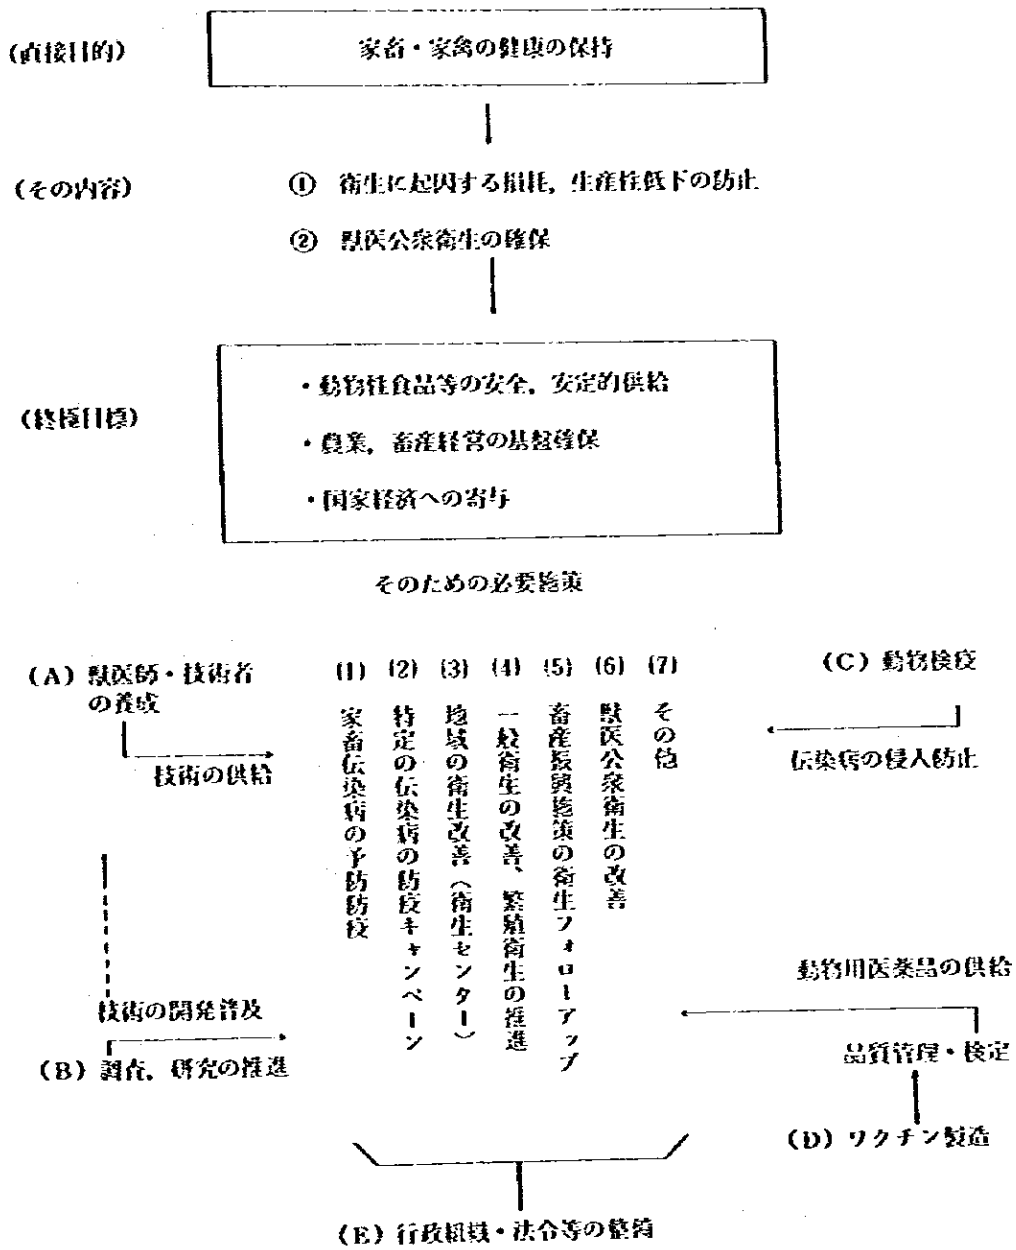 (直接目的)
家畜・家禽の健康の保持
(その内容)
① 衛生に起因する損耗，生産性低下の防止
② 獣医公衆衛生の確保
(終極目標)
・動物性食品等の安全，安定的供給
・農業，畜産経営の基盤確保
・国家経済への寄与
そのための必要施策
(A) 獣医師・技術者
の養成
技術の供給
(1) 家畜伝染病の予防防疫
(2) 特定の伝染病の防疫キャンペーン
(3) 地域の衛生改善（衛生センター）
(4) 一般衛生の改善、繁殖衛生の推進
(5) 畜産振興施策の衛生フォローアップ
(6) 獣医公衆衛生の改善
(7) その他
(C) 動物検疫
伝染病の侵入防止
技術の開発普及
(B) 調査，研究の推進
動物用医薬品の供給
品質管理・検定
(D) ワクチン製造
(E) 行政組織・法令等の整備